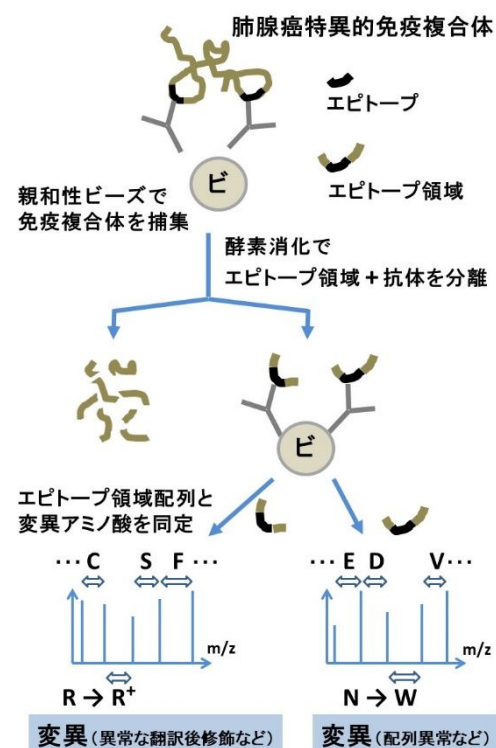 肺腺癌特異的免疫複合体
エピトープ
エピトープ領域
ビ
親和性ビーズで
免疫複合体を捕集
酵素消化で
エピトープ領域＋抗体を分離
ビ
エピトープ領域配列と
変異アミノ酸を同定
··· C S F ···
m/z
R → R⁺
変異（異常な翻訳後修飾など）
··· E D V···
m/z
N → W
変異（配列異常など）